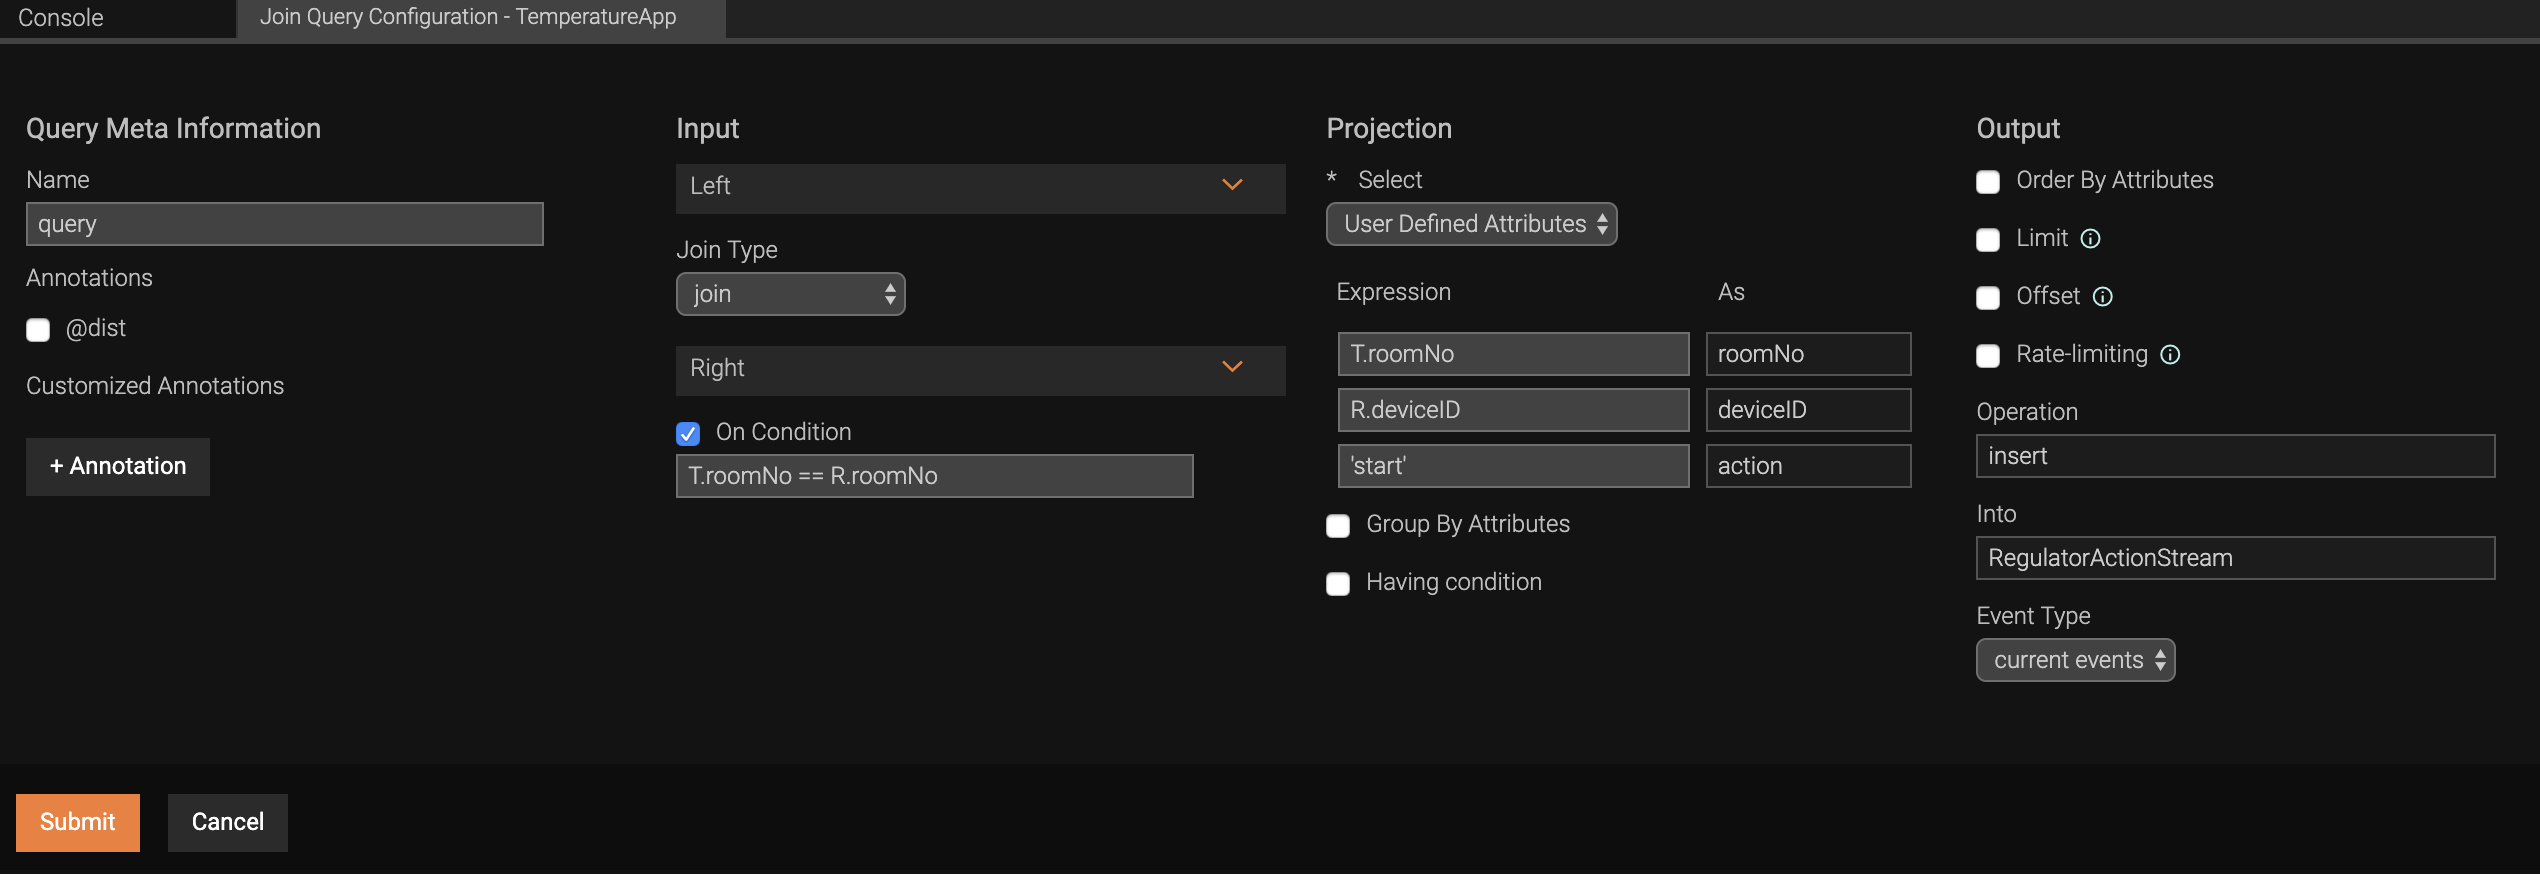 Console
Join Query Configuration - TemperatureApp
Query Meta Information
Name
query
Annotations
@dist
Customized Annotations
+ Annotation
Input
Left
Join Type
join
Right
On Condition
T.roomNo == R.roomNo
Projection
* Select
User Defined Attributes
Expression As
T.roomNo roomNo
R.deviceID deviceID
'start' action
Group By Attributes
Having condition
Output
Order By Attributes
Limit
Offset
Rate-limiting
Operation
insert
Into
RegulatorActionStream
Event Type
current events
Submit Cancel